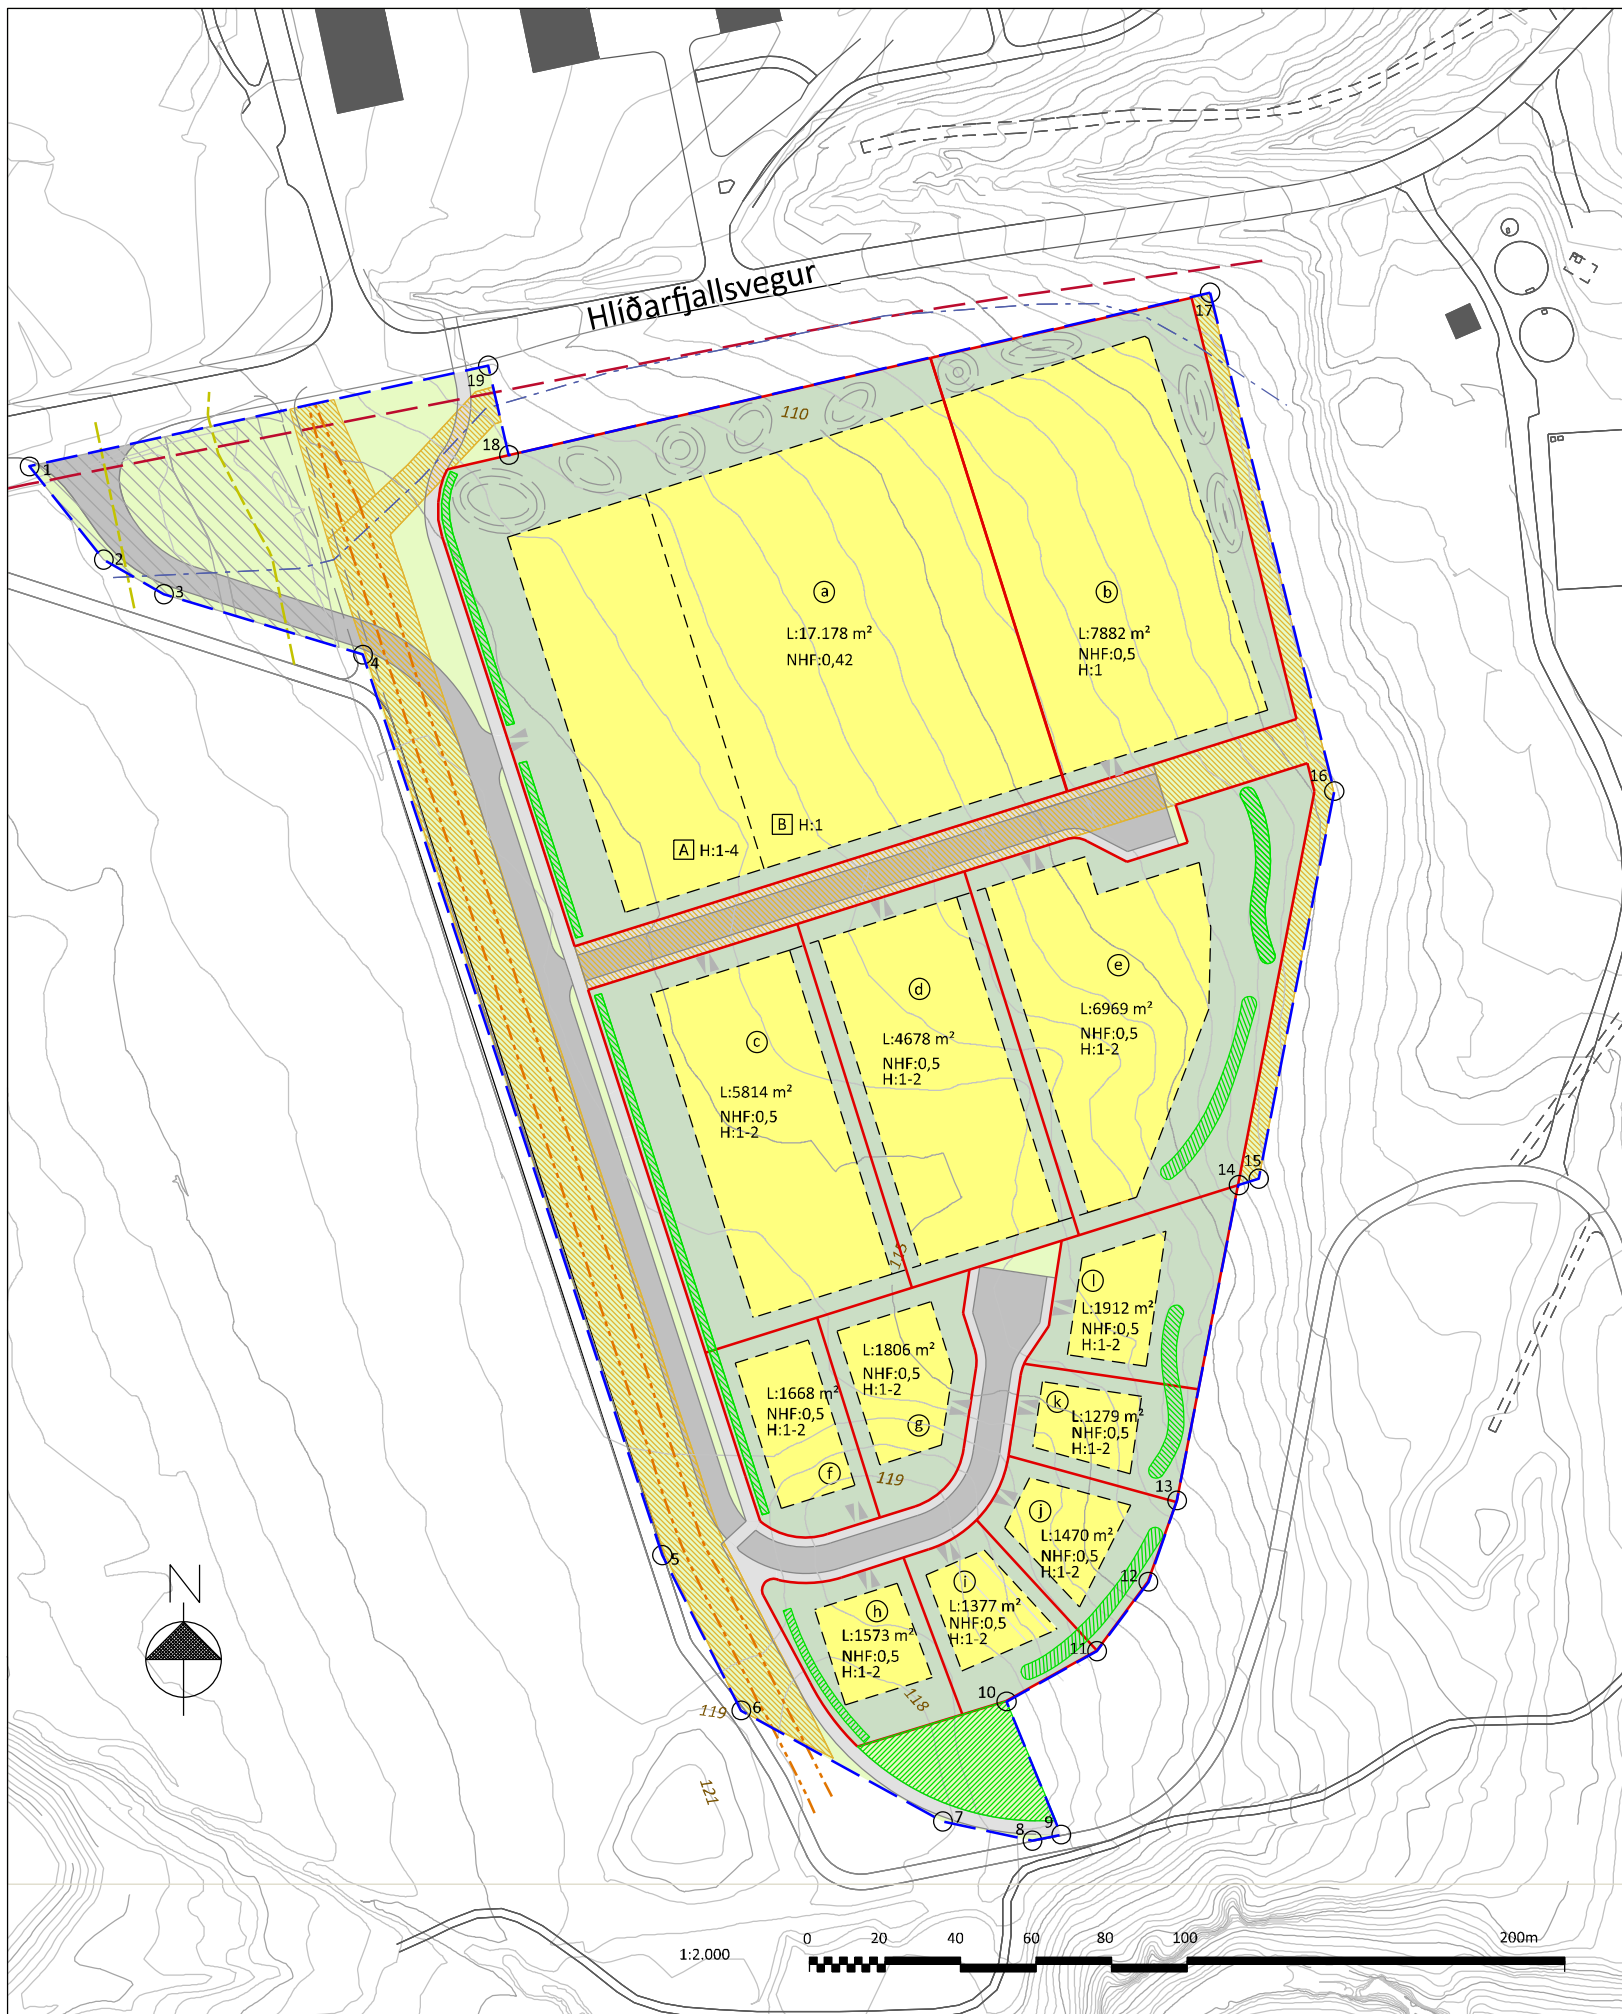 Hlíðarfjallsvegur
17
19
18
1
110
2
3
4
a
L:17.178 m²
NHF:0,42
b
L:7882 m²
NHF:0,5
H:1
16
B H:1
A H:1-4
e
L:6969 m²
NHF:0,5
H:1-2
d
L:4678 m²
NHF:0,5
H:1-2
c
L:5814 m²
NHF:0,5
H:1-2
14
15
115
l
L:1912 m²
NHF:0,5
H:1-2
L:1806 m²
NHF:0,5
H:1-2
g
L:1668 m²
NHF:0,5
H:1-2
f
k
L:1279 m²
NHF:0,5
H:1-2
119
13
j
L:1470 m²
NHF:0,5
H:1-2
5
12
i
L:1377 m²
NHF:0,5
H:1-2
h
L:1573 m²
NHF:0,5
H:1-2
11
N
10
118
119
6
121
7
8
9
1:2.000
0 20 40 60 80 100 200m